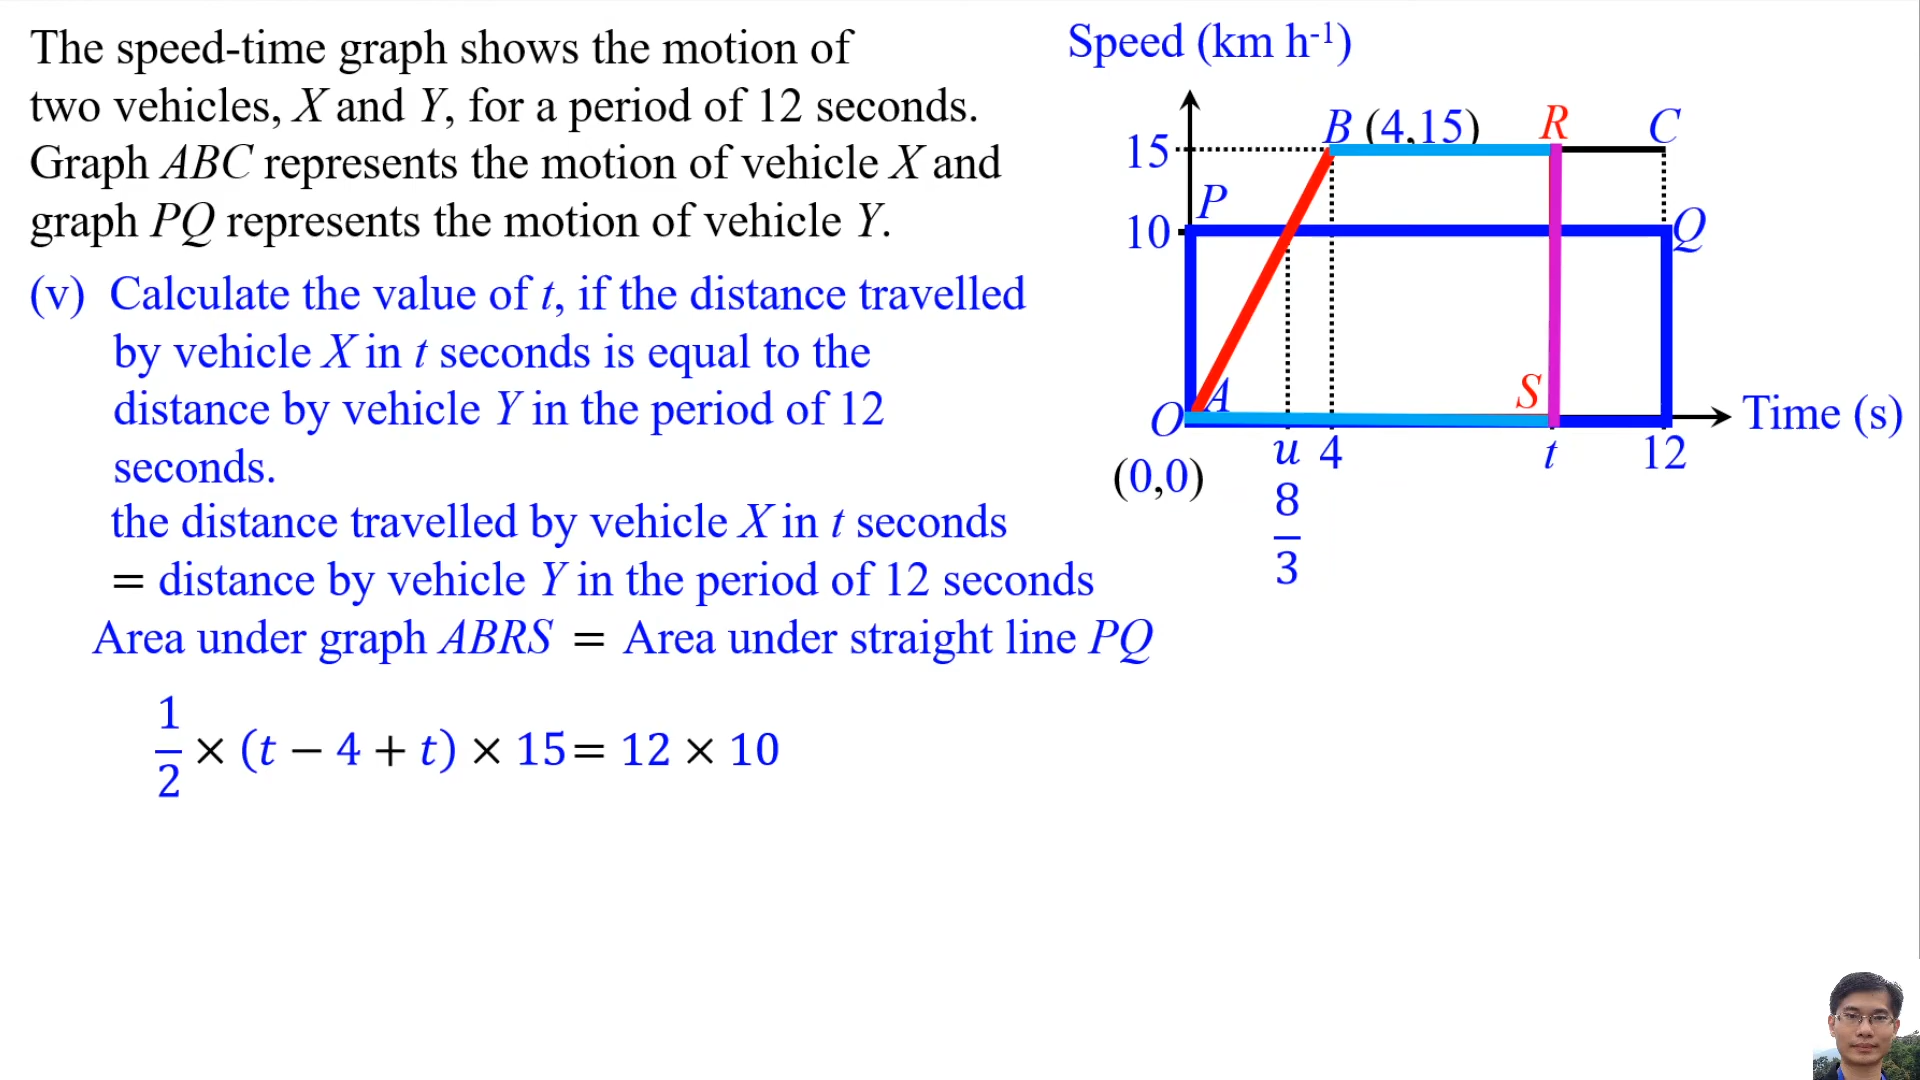 The speed-time graph shows the motion of
two vehicles, X and Y, for a period of 12 seconds.
Graph ABC represents the motion of vehicle X and
graph PQ represents the motion of vehicle Y.
(v) Calculate the value of t, if the distance travelled
by vehicle X in t seconds is equal to the
distance by vehicle Y in the period of 12
seconds.
the distance travelled by vehicle X in t seconds
= distance by vehicle Y in the period of 12 seconds
Area under graph ABRS = Area under straight line PQ
1/2 × (t − 4 + t) × 15 = 12 × 10
Speed (km h⁻¹)
B (4,15) R C
15
P
10 Q
A S
O Time (s)
u 4 t 12
(0,0)
8/3